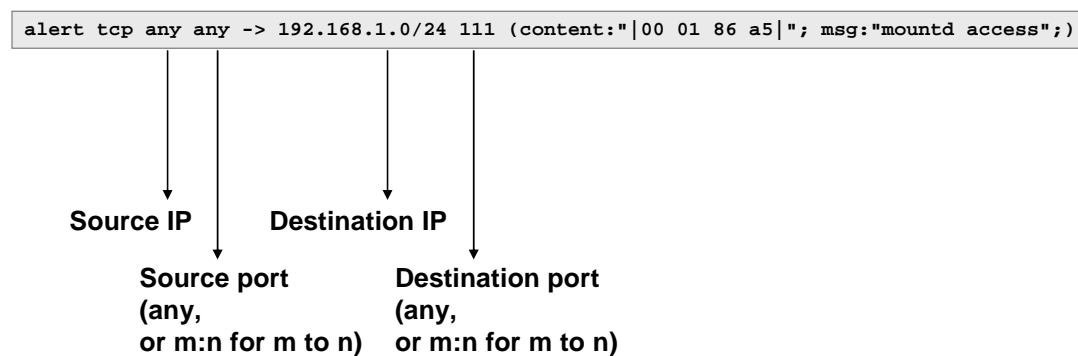 alert tcp any any -> 192.168.1.0/24 111 (content:"|00 01 86 a5|"; msg:"mountd access";)
Source IP
Destination IP
Source port
(any,
or m:n for m to n)
Destination port
(any,
or m:n for m to n)